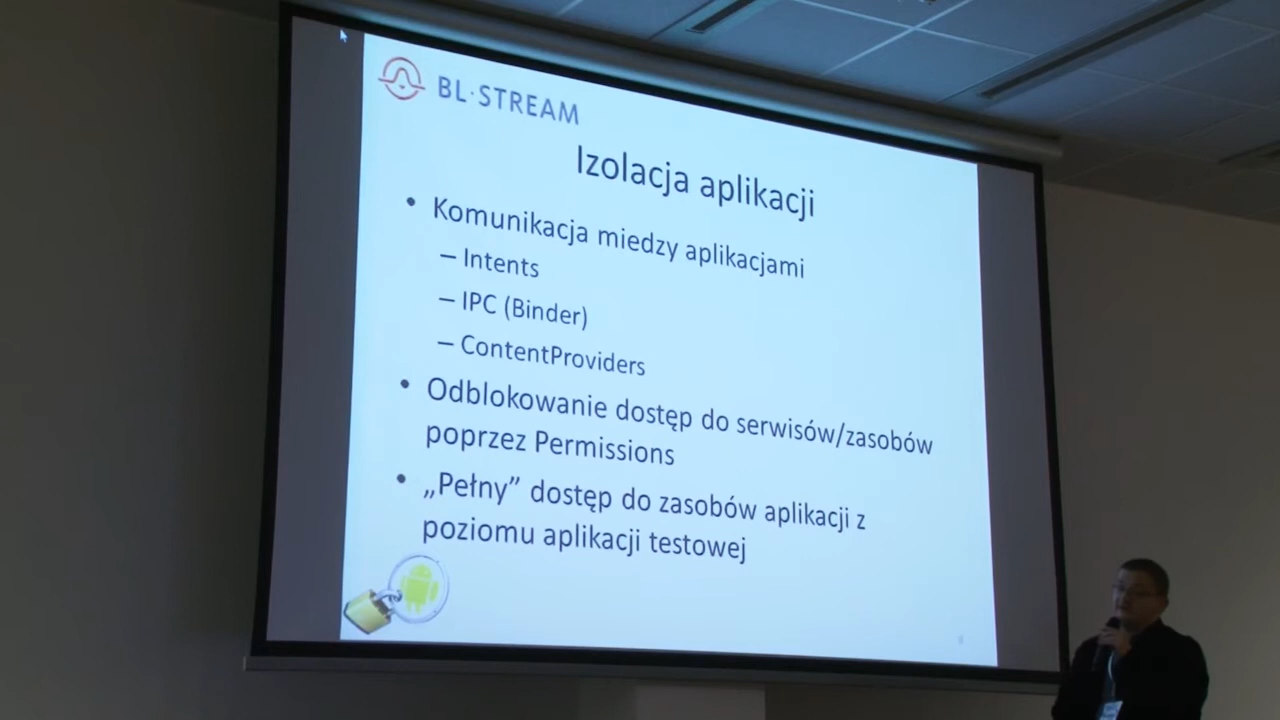 BL·STREAM
Izolacja aplikacji
• Komunikacja miedzy aplikacjami
– Intents
– IPC (Binder)
– ContentProviders
• Odblokowanie dostęp do serwisów/zasobów
poprzez Permissions
• „Pełny” dostęp do zasobów aplikacji z
poziomu aplikacji testowej